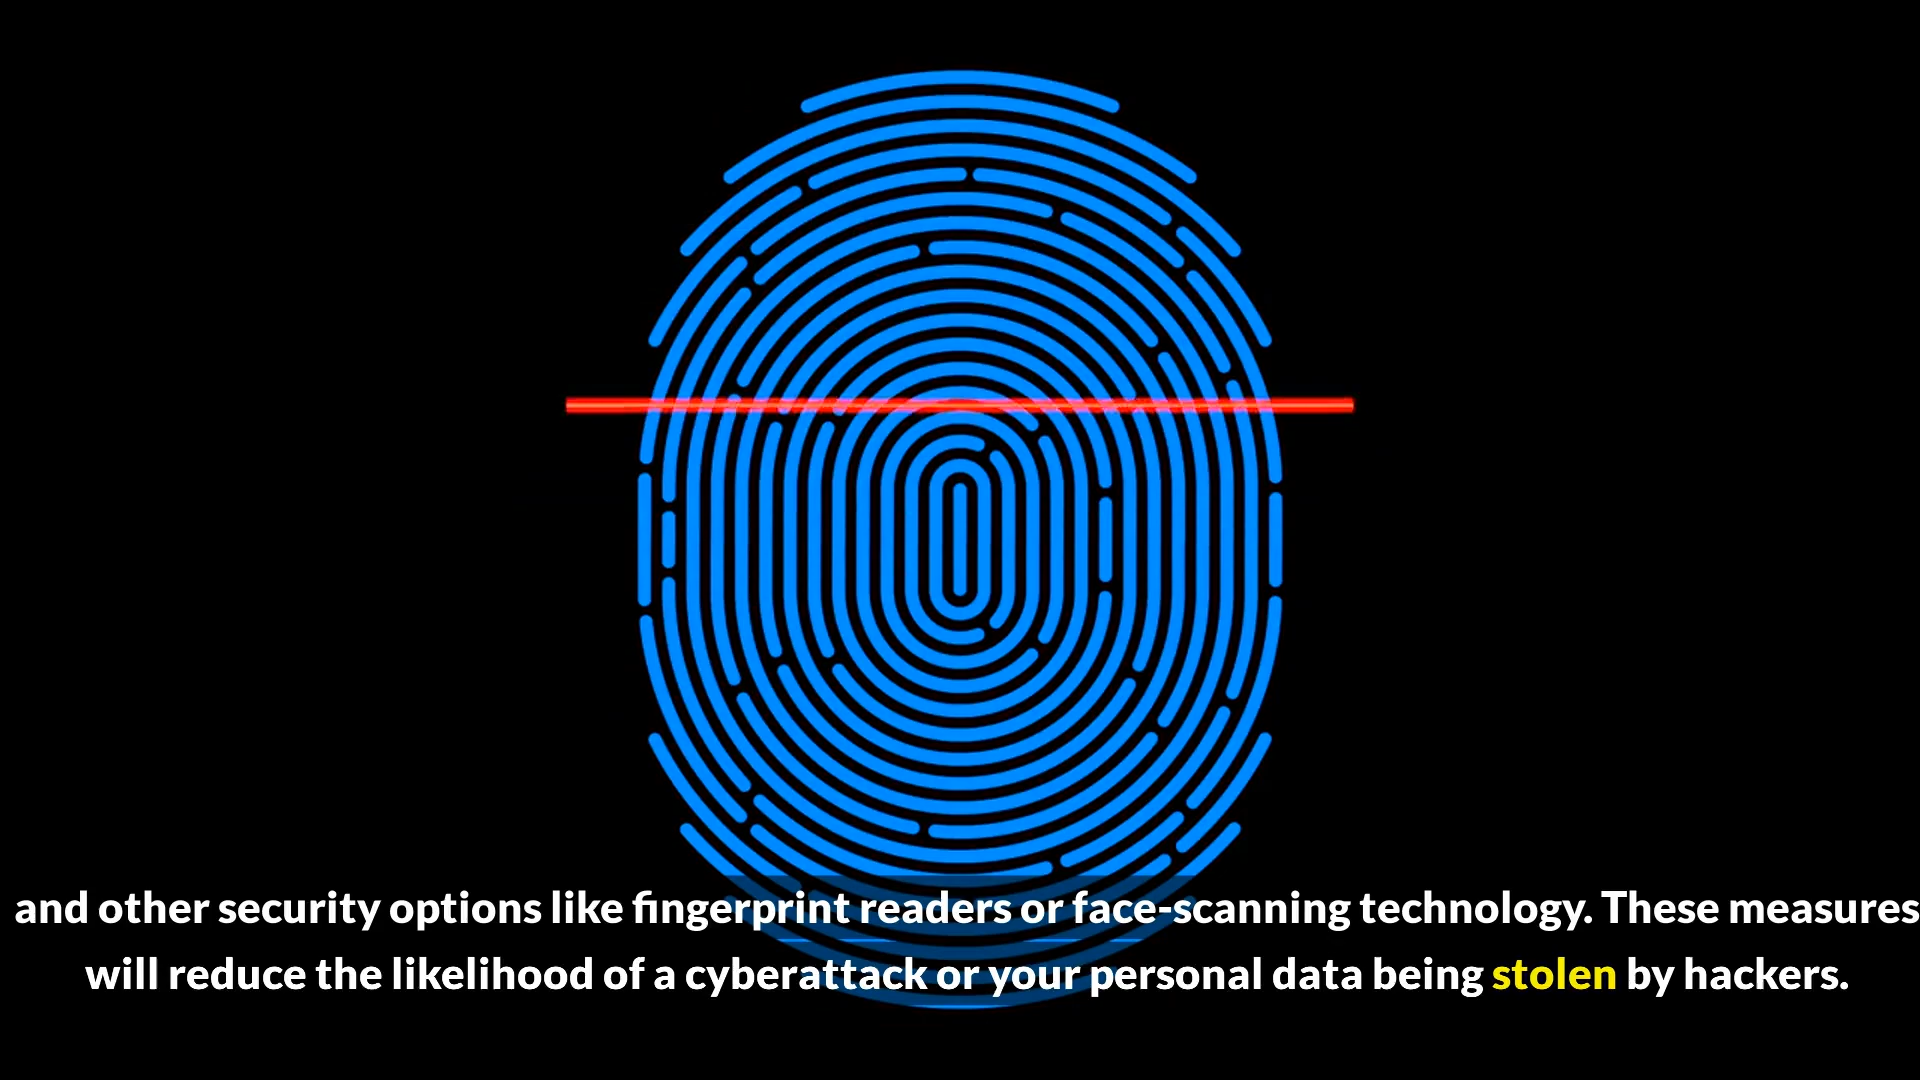 and other security options like fingerprint readers or face-scanning technology. These measures
will reduce the likelihood of a cyberattack or your personal data being stolen by hackers.